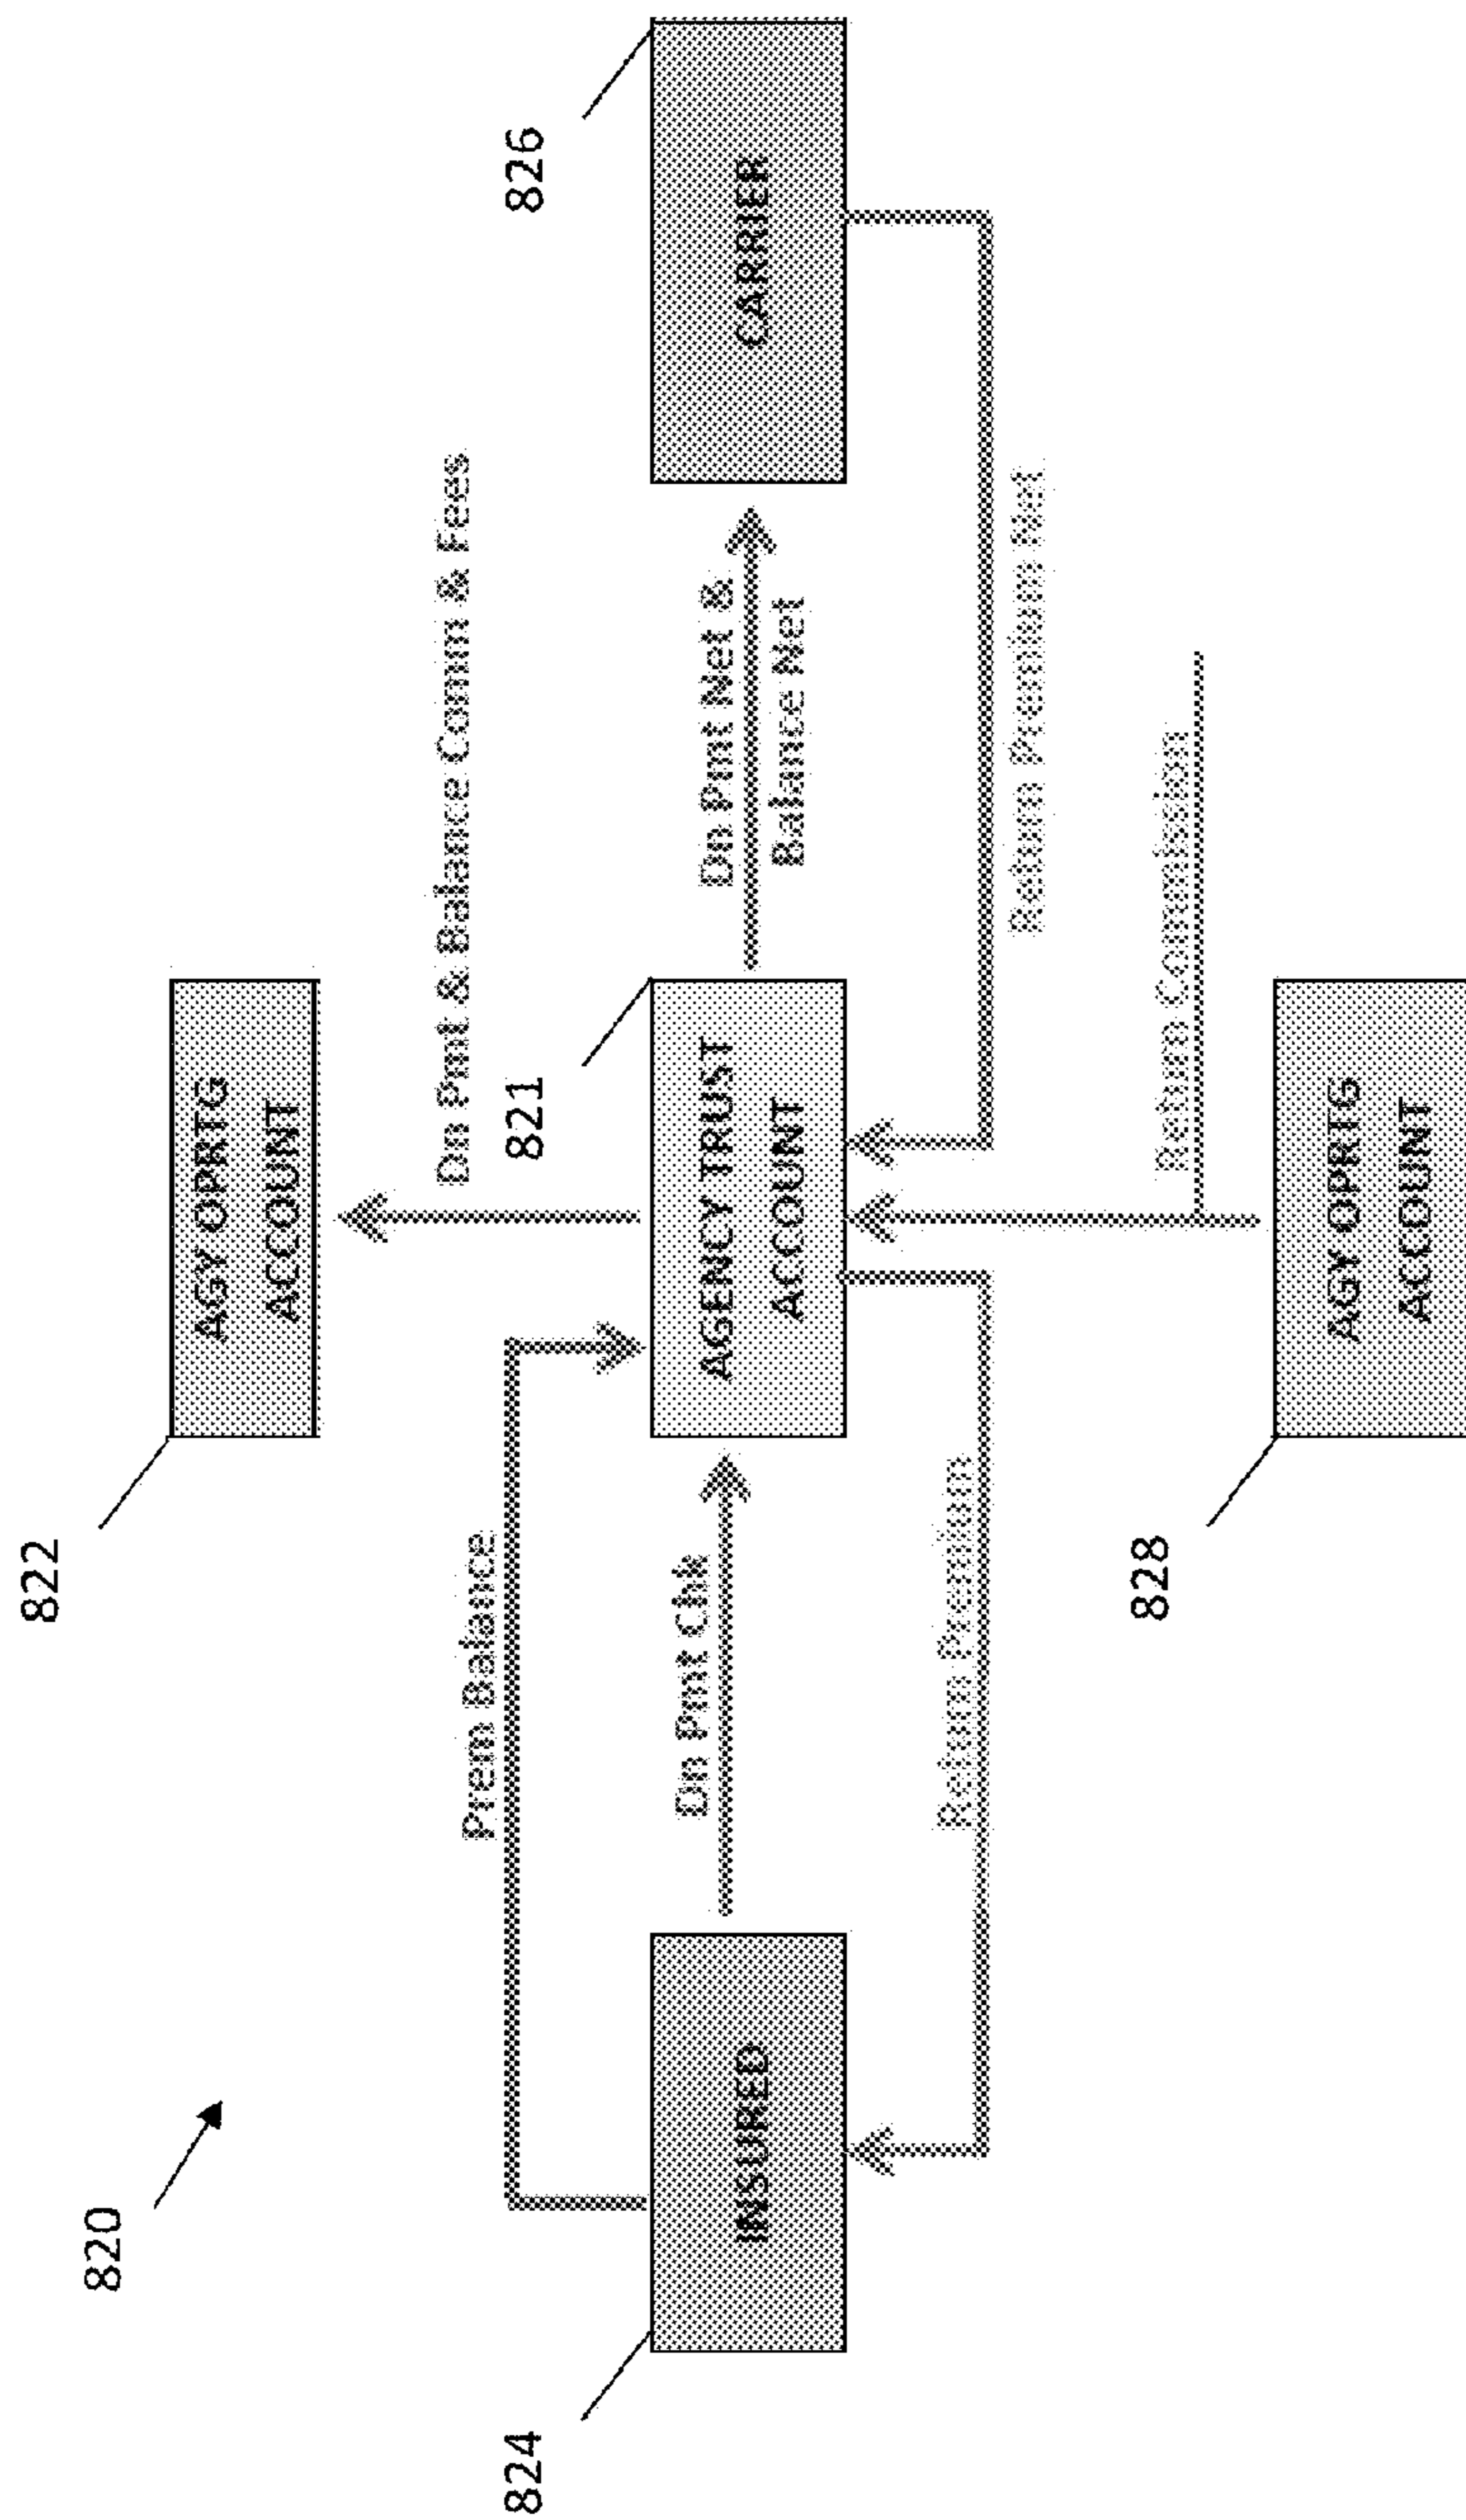 820
822
AGY OPRTG
ACCOUNT
Dn Pmt & Balance Comm & Fees
Prem Balance
824
821
826
INSURED
Dn Pmt Chk
AGENCY TRUST
ACCOUNT
Dn Pmt Net &
Balance Net
CARRIER
Return Premium
Return Premium Net
Return Commission
828
AGY OPRTG
ACCOUNT